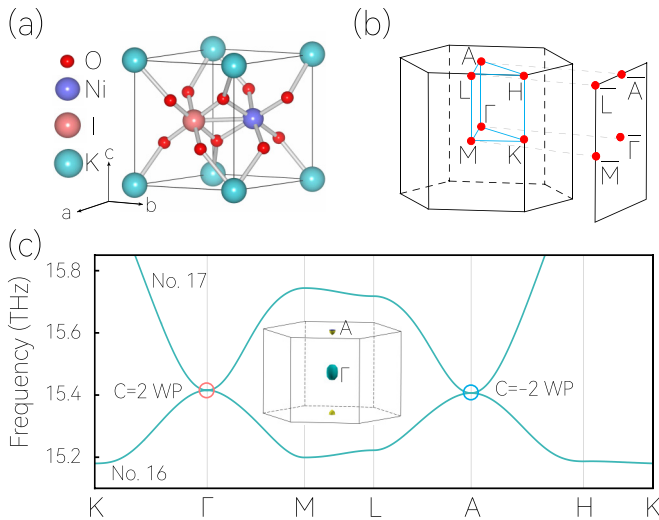 (a)
O
Ni
I
K
c
a
b
(b)
A
L
H
Γ
M
K
A̅
L̅
Γ̅
M̅
(c)
Frequency (THz)
15.8
15.6
15.4
15.2
No. 17
C=2 WP
No. 16
A
Γ
C=−2 WP
K Γ M L A H K